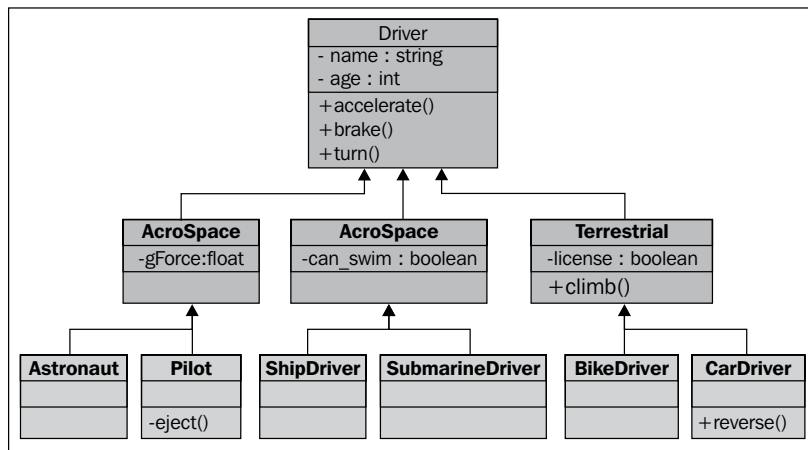 Driver
- name : string
- age : int
+accelerate()
+brake()
+turn()
AcroSpace
-gForce:float
AcroSpace
-can_swim : boolean
Terrestrial
-license : boolean
+climb()
Astronaut
Pilot
-eject()
ShipDriver
SubmarineDriver
BikeDriver
CarDriver
+reverse()